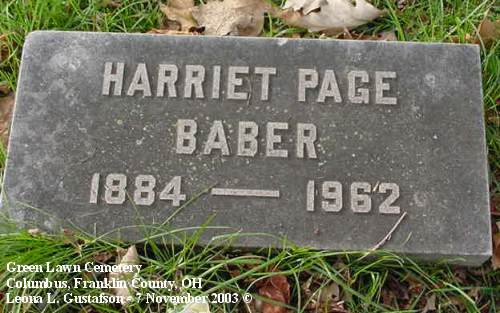 HARRIET PAGE
BABER
1884 — 1962
Green Lawn Cemetery
Columbus, Franklin County, OH
Leona L. Gustafson - 7 November 2003 ©